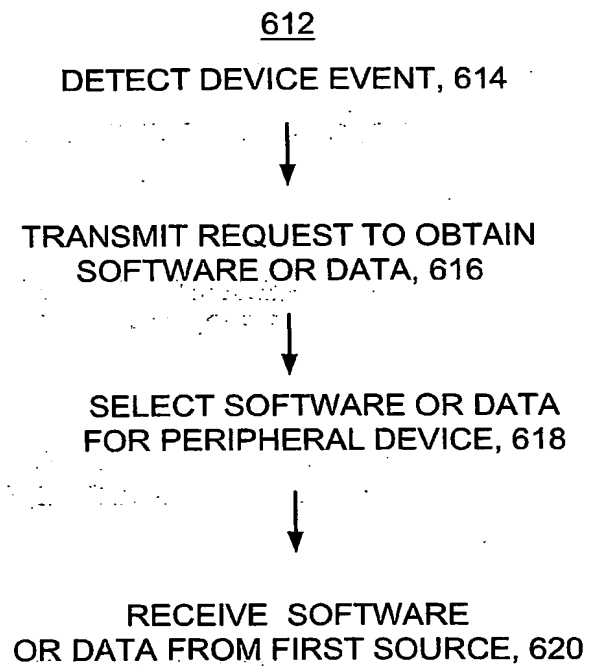 612
DETECT DEVICE EVENT, 614
TRANSMIT REQUEST TO OBTAIN
SOFTWARE OR DATA, 616
SELECT SOFTWARE OR DATA
FOR PERIPHERAL DEVICE, 618
RECEIVE SOFTWARE
OR DATA FROM FIRST SOURCE, 620